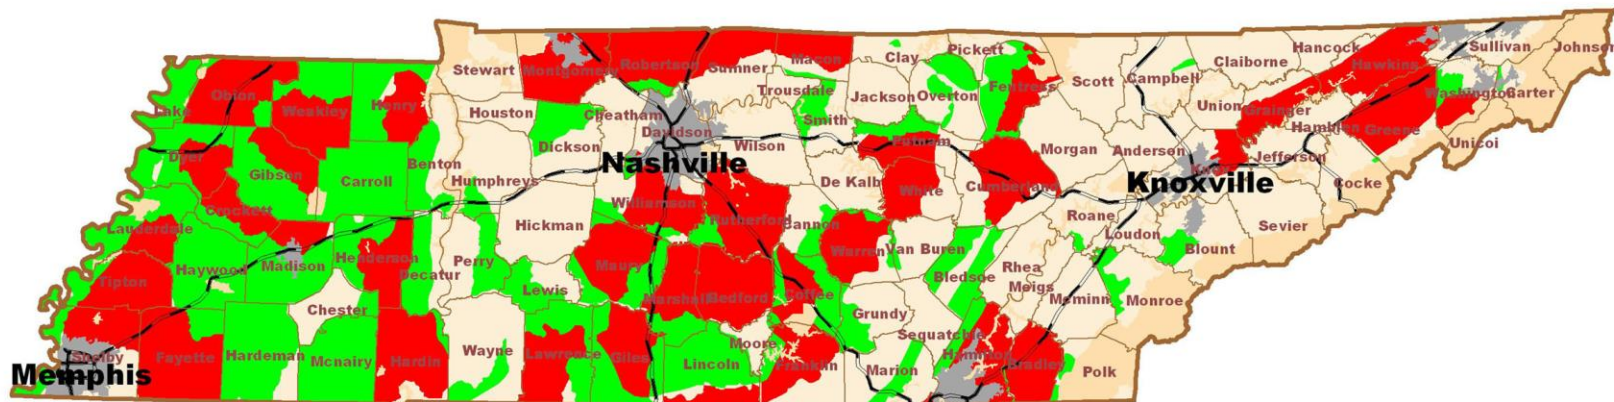 Stewart
Montgomery
Robertson
Sumner
Macon
Clay
Pickett
Scott
Campbell
Claiborne
Hancock
Hawkins
Sullivan
Johnson
Lake
Obion
Weakley
Henry
Houston
Cheatham
Davidson
Trousdale
Smith
Jackson
Overton
Fentress
Union
Grainger
Washington
Carter
Dyer
Gibson
Carroll
Benton
Humphreys
Dickson
Nashville
Wilson
De Kalb
Putnam
White
Cumberland
Morgan
Anderson
Knoxville
Jefferson
Hamblen
Greene
Unicoi
Cocke
Sevier
Crockett
Lauderdale
Tipton
Haywood
Madison
Henderson
Decatur
Perry
Hickman
Williamson
Rutherford
Cannon
Warren
Van Buren
Bledsoe
Rhea
Meigs
Roane
Loudon
Blount
Monroe
Mcminn
Lewis
Maury
Marshall
Bedford
Coffee
Grundy
Sequatchie
Hamilton
Bradley
Polk
Memphis
Shelby
Fayette
Hardeman
Chester
Mcnairy
Hardin
Wayne
Lawrence
Giles
Lincoln
Moore
Franklin
Marion